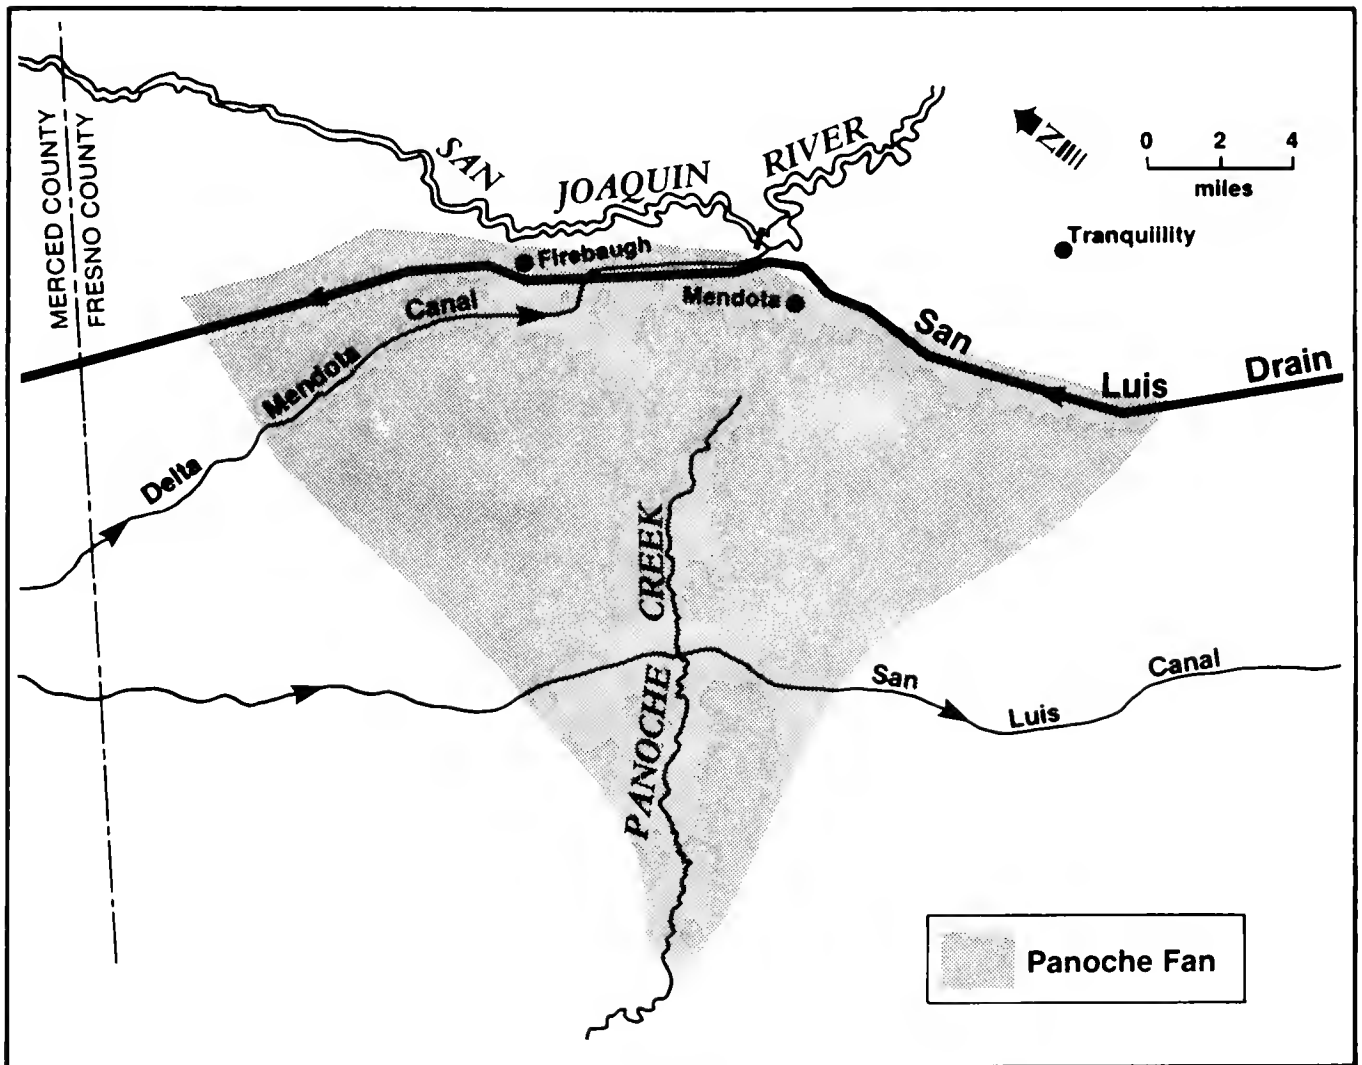 MERCED COUNTY
FRESNO COUNTY
SAN JOAQUIN RIVER
N
0 2 4
miles
Tranquiility
Firebaugh
Mendota
Delta Mendota Canal
San Luis Drain
PANOCHE CREEK
San Luis Canal
Panoche Fan